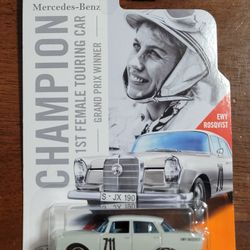 Mercedes-Benz
CHAMPION
1ST FEMALE TOURING CAR
GRAND PRIX WINNER
EWY
ROSQVIST
S·JX 190
711